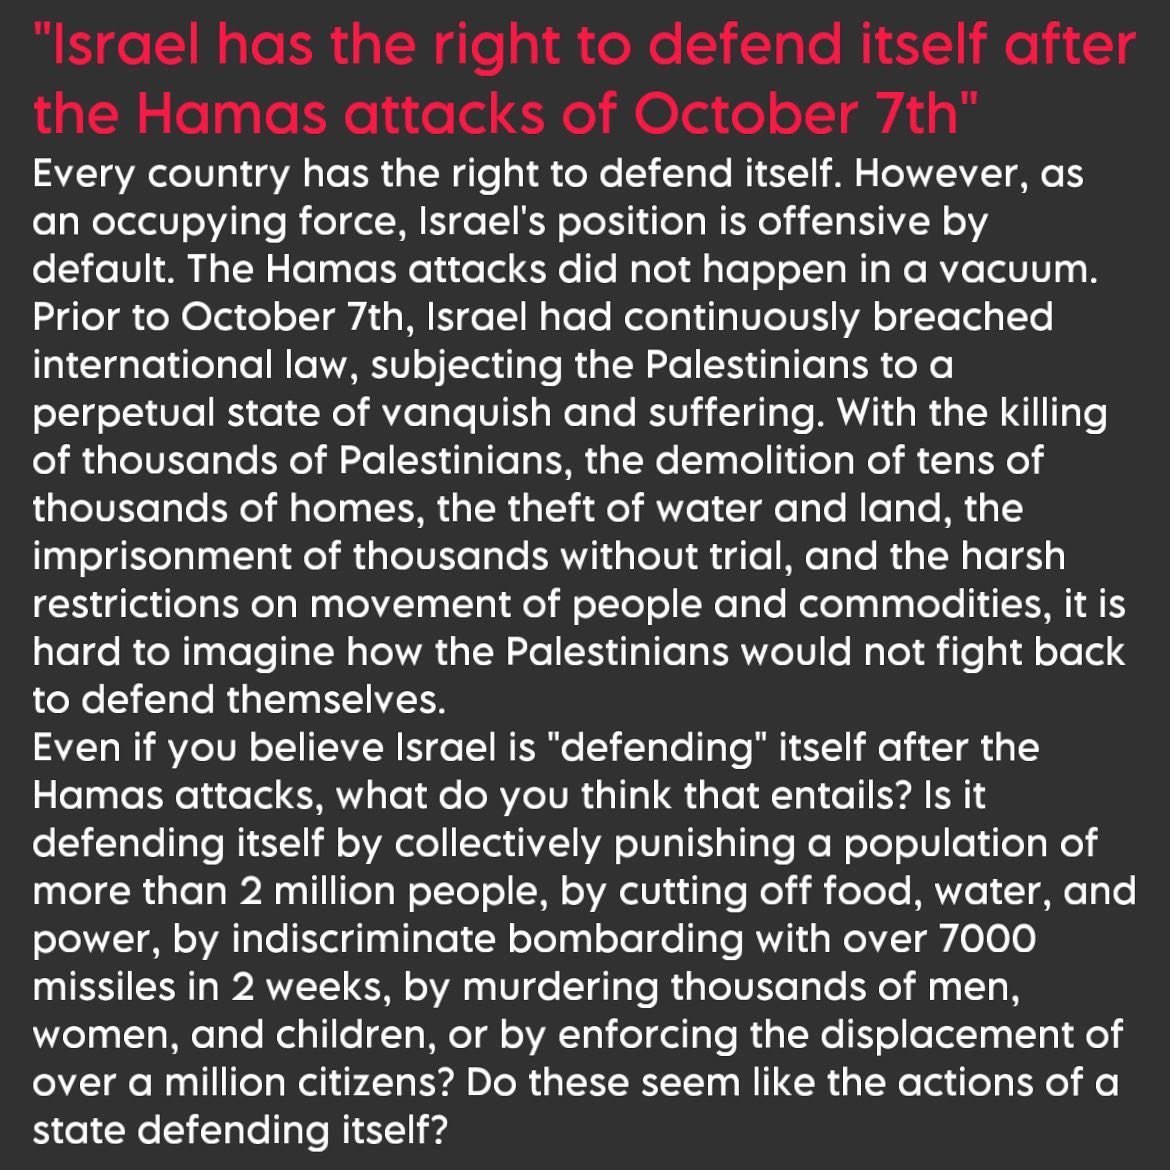 "Israel has the right to defend itself after
the Hamas attacks of October 7th"
Every country has the right to defend itself. However, as
an occupying force, Israel's position is offensive by
default. The Hamas attacks did not happen in a vacuum.
Prior to October 7th, Israel had continuously breached
international law, subjecting the Palestinians to a
perpetual state of vanquish and suffering. With the killing
of thousands of Palestinians, the demolition of tens of
thousands of homes, the theft of water and land, the
imprisonment of thousands without trial, and the harsh
restrictions on movement of people and commodities, it is
hard to imagine how the Palestinians would not fight back
to defend themselves.
Even if you believe Israel is "defending" itself after the
Hamas attacks, what do you think that entails? Is it
defending itself by collectively punishing a population of
more than 2 million people, by cutting off food, water, and
power, by indiscriminate bombarding with over 7000
missiles in 2 weeks, by murdering thousands of men,
women, and children, or by enforcing the displacement of
over a million citizens? Do these seem like the actions of a
state defending itself?